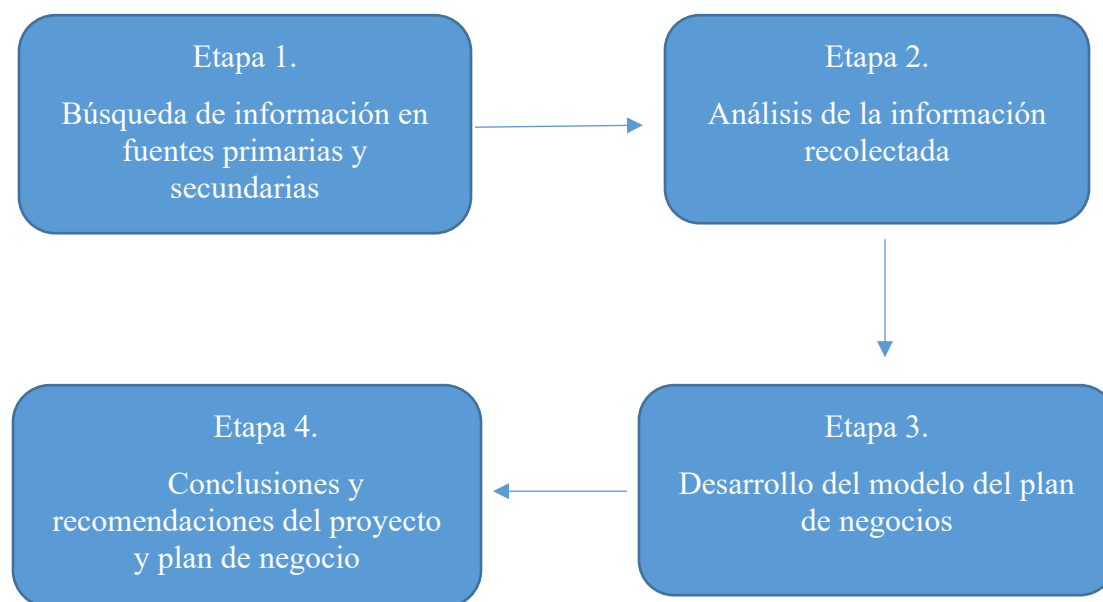 Etapa 1.
Búsqueda de información en
fuentes primarias y
secundarias
Etapa 2.
Análisis de la información
recolectada
Etapa 3.
Desarrollo del modelo del plan
de negocios
Etapa 4.
Conclusiones y
recomendaciones del proyecto
y plan de negocio